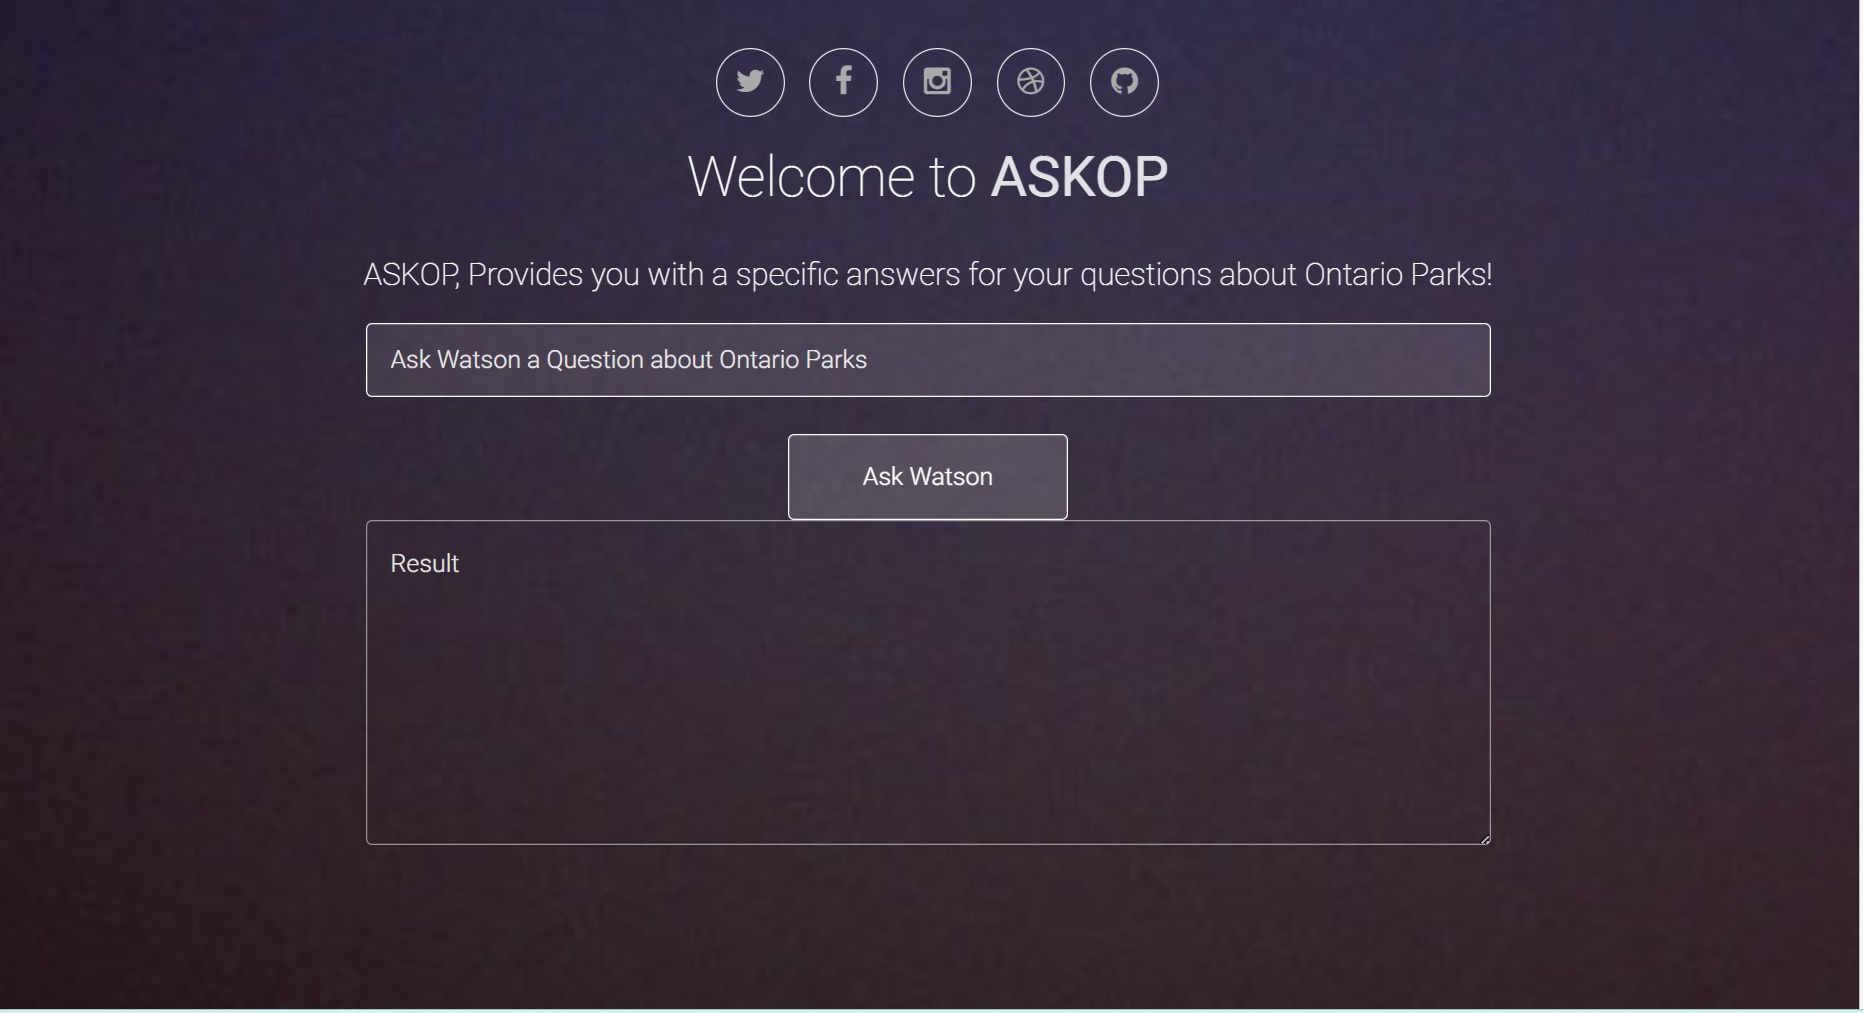 Welcome to ASKOP
ASKOP, Provides you with a specific answers for your questions about Ontario Parks!
Ask Watson a Question about Ontario Parks
Ask Watson
Result